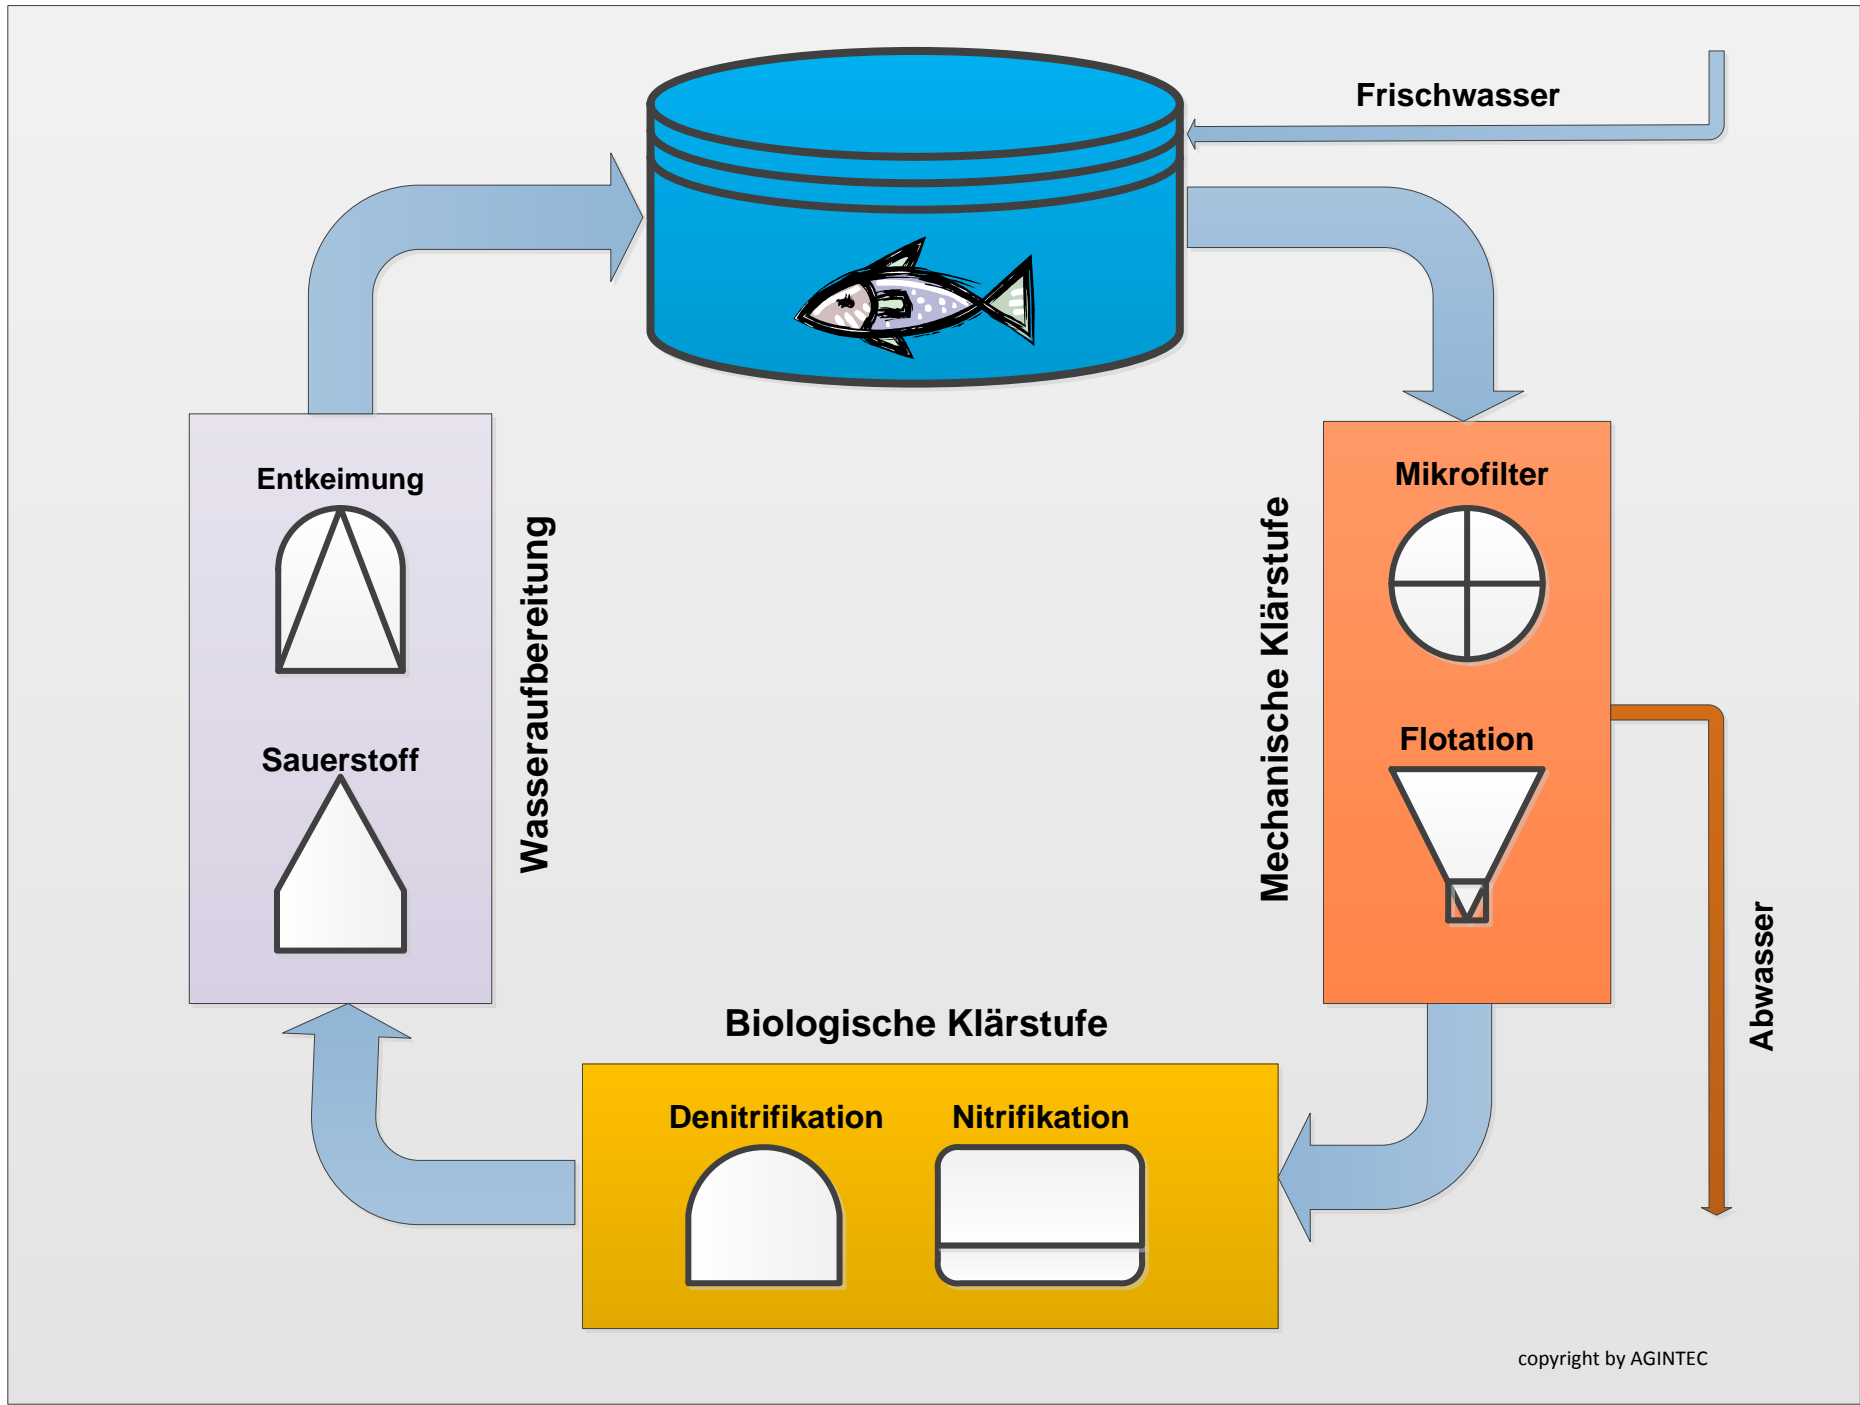 Frischwasser
Entkeimung
Sauerstoff
Wasseraufbereitung
Mechanische Klärstufe
Mikrofilter
Flotation
Abwasser
Biologische Klärstufe
Denitrifikation
Nitrifikation
copyright by AGINTEC